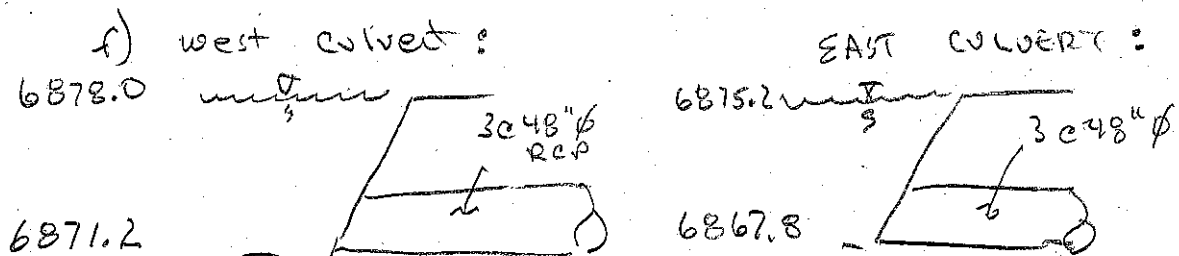 f) west culvert :
EAST CULVERT :
6878.0
6875.2
3@48"ϕ
RCP
3@48"ϕ
6871.2
6867.8